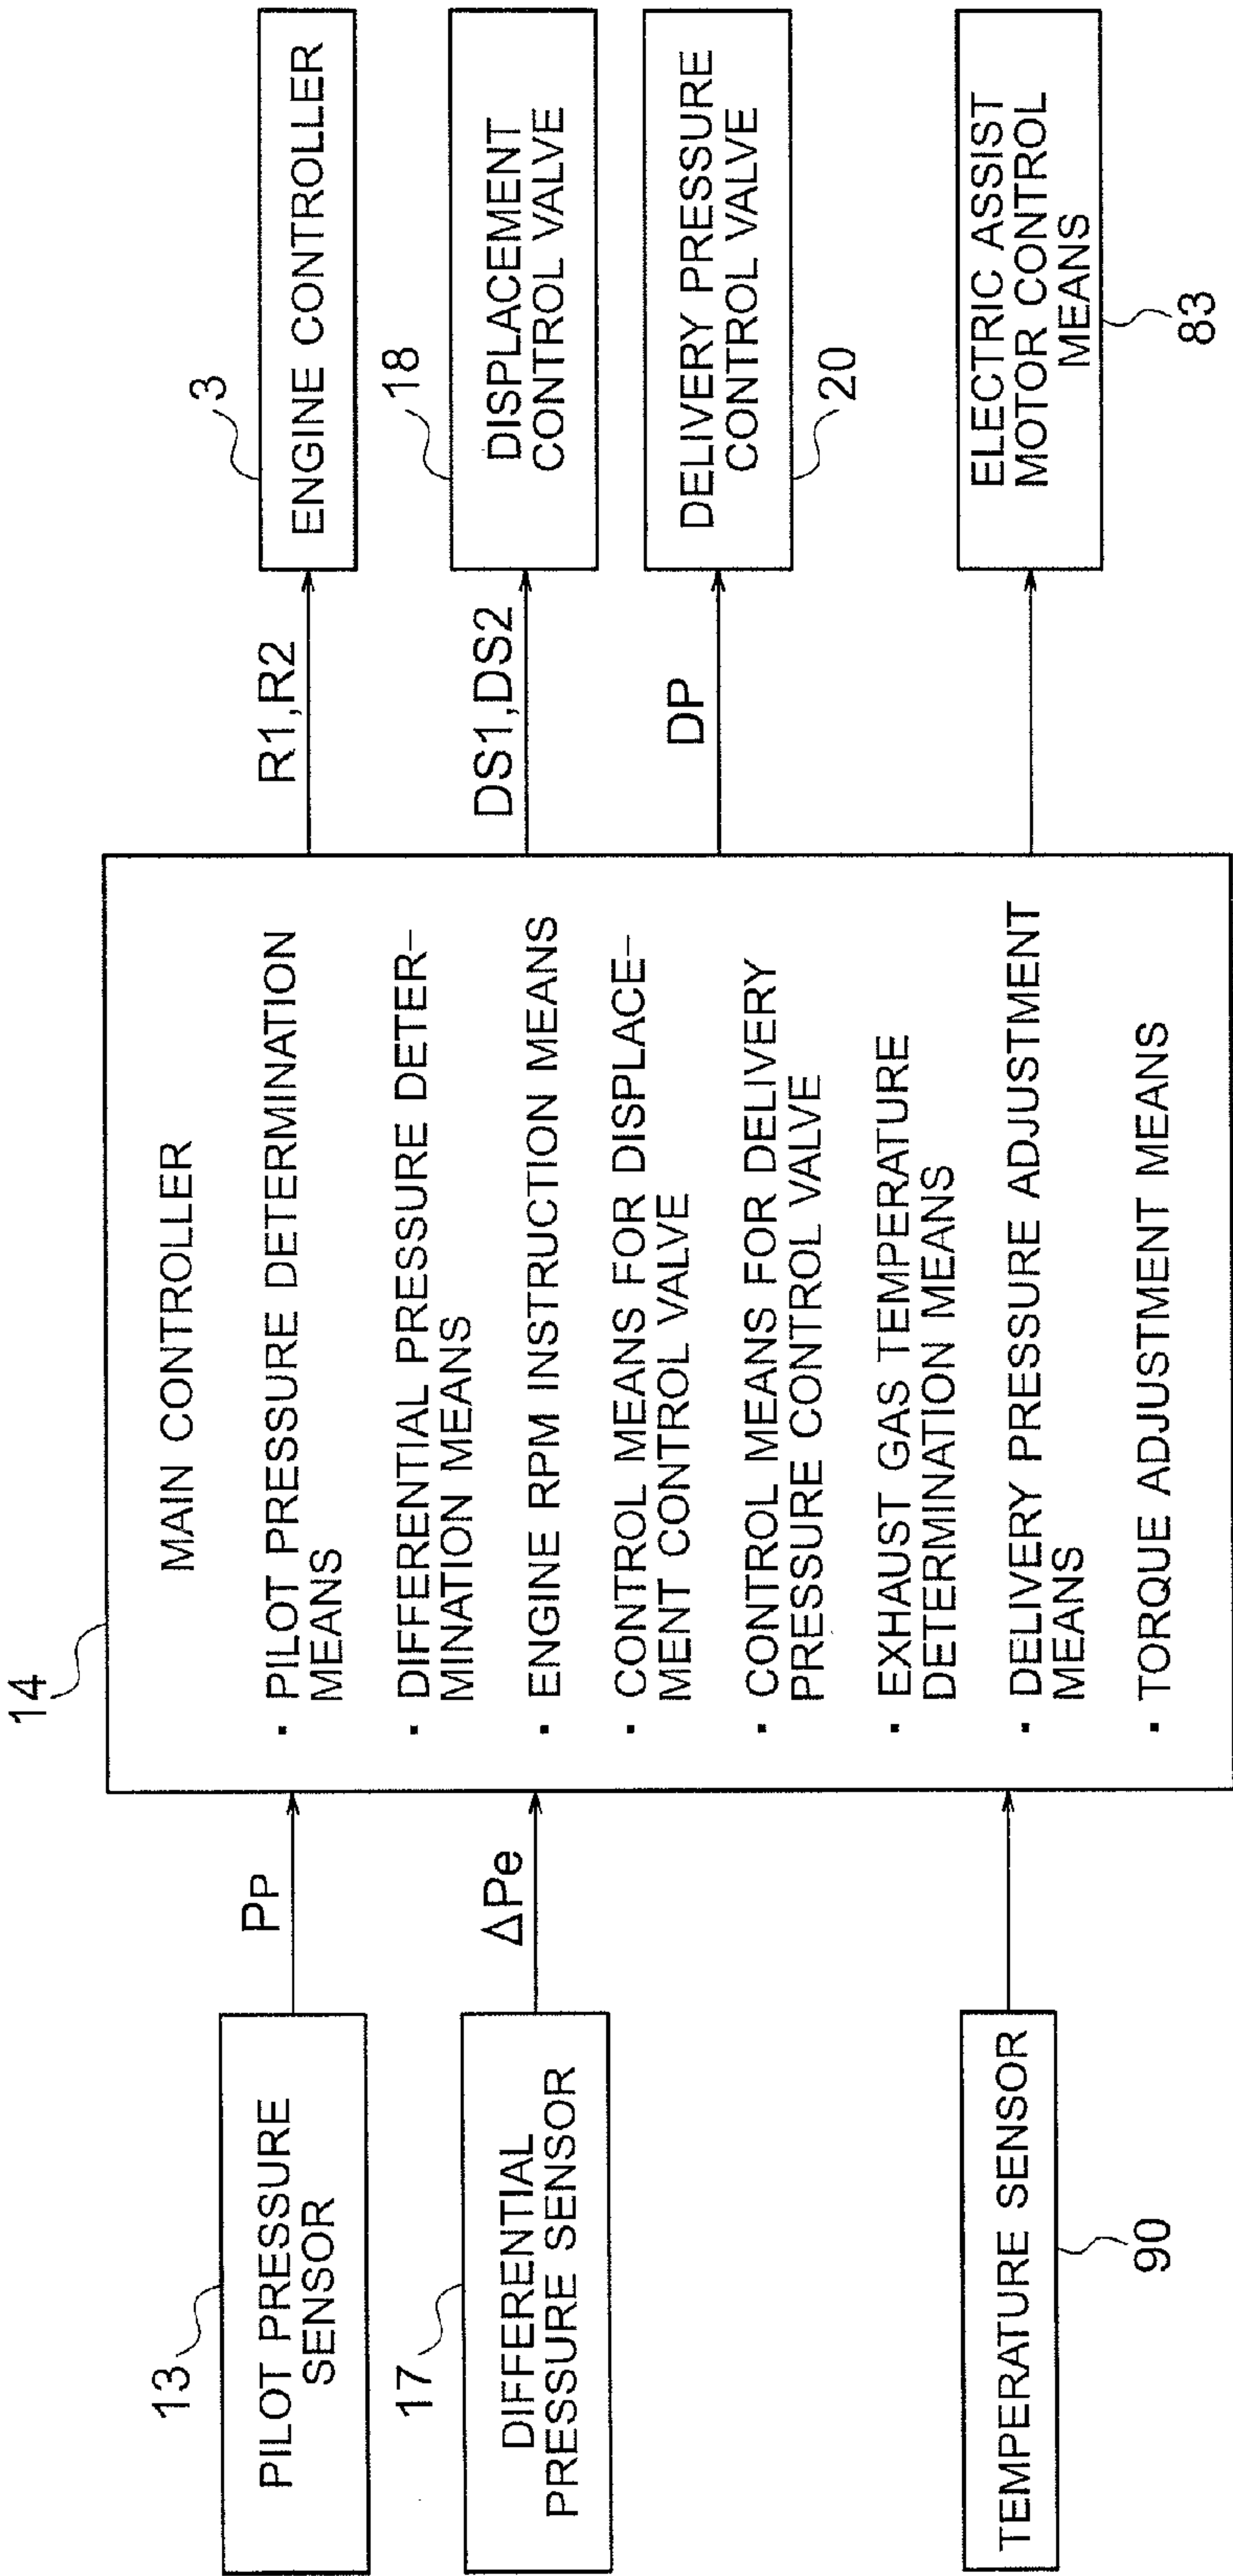 14
MAIN CONTROLLER
▪ PILOT PRESSURE DETERMINATION
MEANS
▪ DIFFERENTIAL PRESSURE DETER–
MINATION MEANS
▪ ENGINE RPM INSTRUCTION MEANS
▪ CONTROL MEANS FOR DISPLACE–
MENT CONTROL VALVE
▪ CONTROL MEANS FOR DELIVERY
PRESSURE CONTROL VALVE
▪ EXHAUST GAS TEMPERATURE
DETERMINATION MEANS
▪ DELIVERY PRESSURE ADJUSTMENT
MEANS
▪ TORQUE ADJUSTMENT MEANS
13
PILOT PRESSURE
SENSOR
PP
17
DIFFERENTIAL
PRESSURE SENSOR
ΔPe
TEMPERATURE SENSOR
90
R1,R2
3
ENGINE CONTROLLER
DS1,DS2
18
DISPLACEMENT
CONTROL VALVE
DP
DELIVERY PRESSURE
CONTROL VALVE
20
ELECTRIC ASSIST
MOTOR CONTROL
MEANS
83